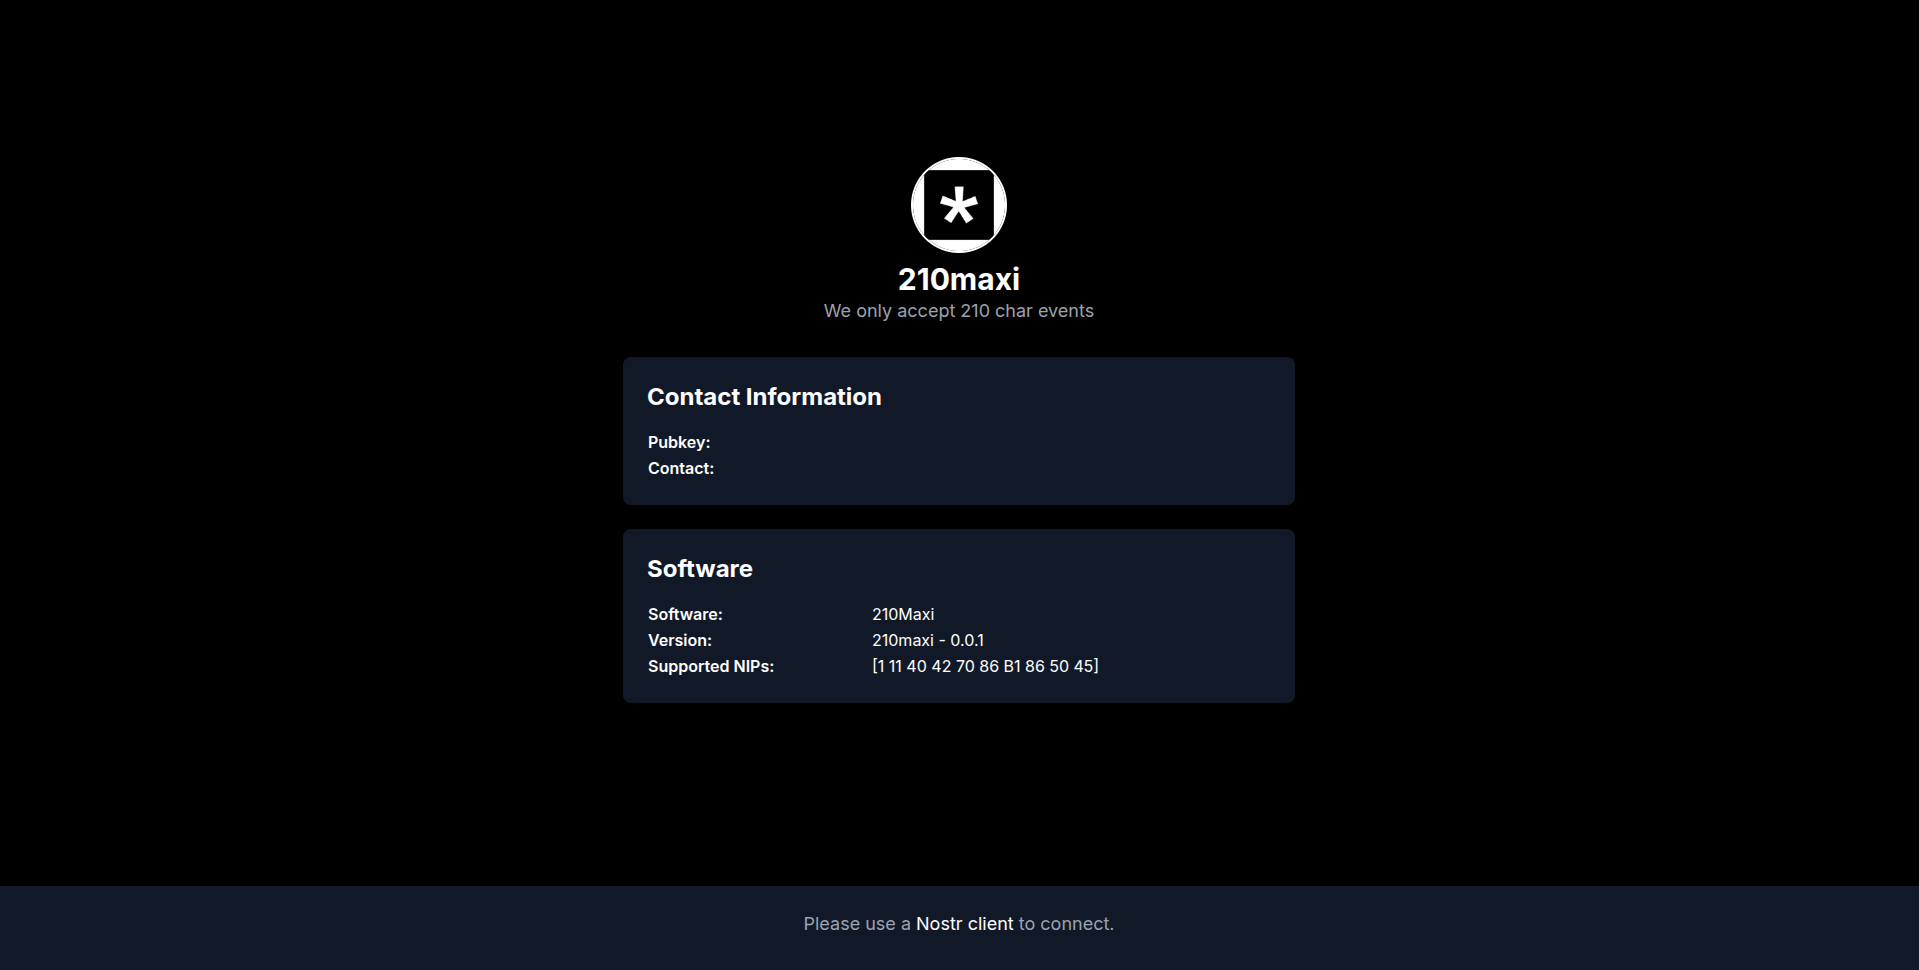 *
210maxi
We only accept 210 char events
Contact Information
Pubkey:
Contact:
Software
Software: 210Maxi
Version: 210maxi - 0.0.1
Supported NIPs: [1 11 40 42 70 86 B1 86 50 45]
Please use a Nostr client to connect.